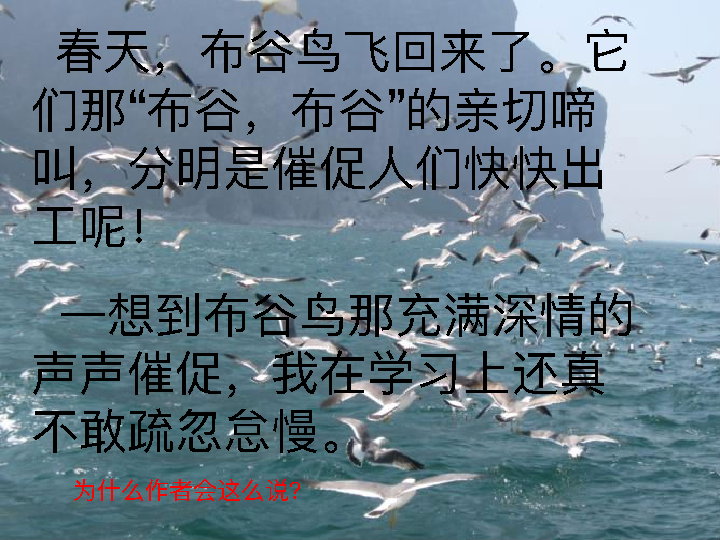 春天，布谷鸟飞回来了。它
们那“布谷，布谷”的亲切啼
叫，分明是催促人们快快出
工呢！
一想到布谷鸟那充满深情的
声声催促，我在学习上还真
不敢疏忽怠慢。
为什么作者会这么说？